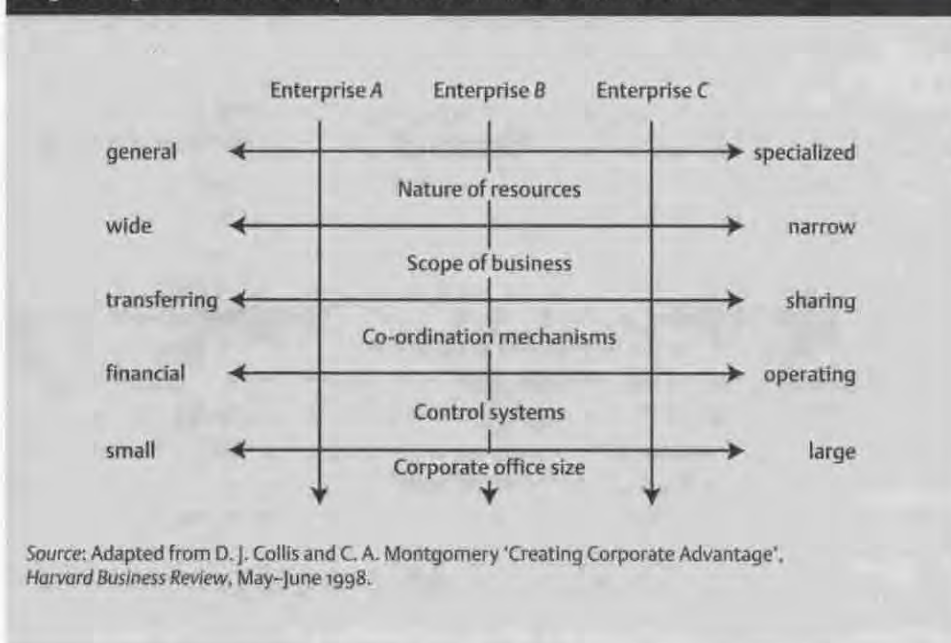 Enterprise A Enterprise B Enterprise C
general specialized
Nature of resources
wide narrow
Scope of business
transferring sharing
Co-ordination mechanisms
financial operating
Control systems
small large
Corporate office size
Source: Adapted from D. J. Collis and C. A. Montgomery 'Creating Corporate Advantage',
Harvard Business Review, May–June 1998.